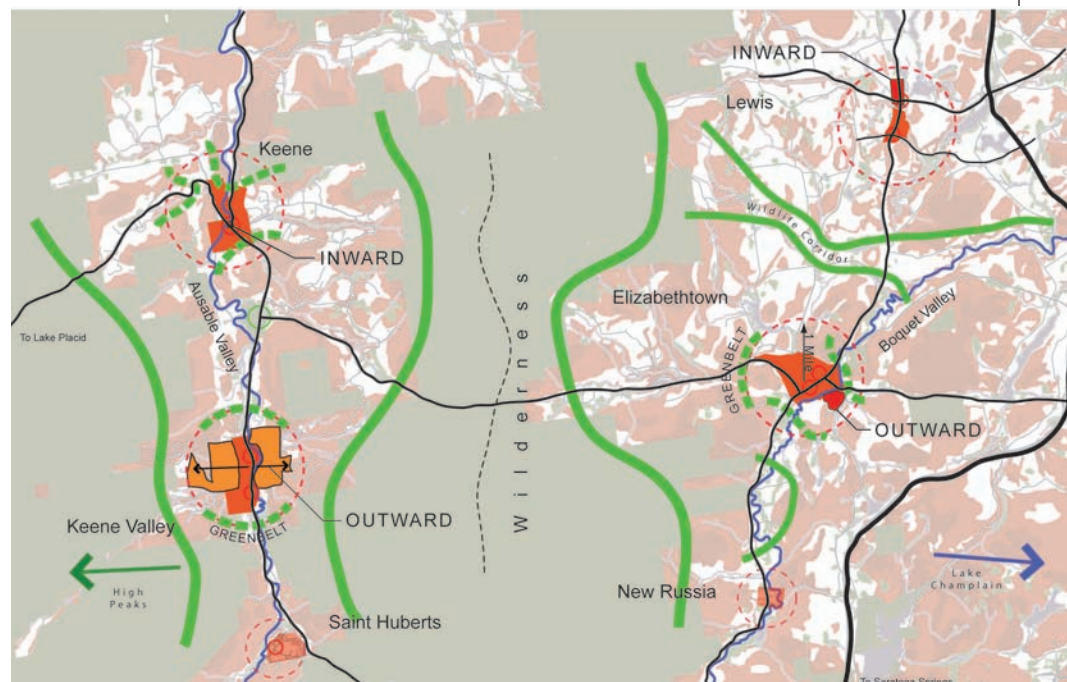 INWARD
Lewis
Keene
INWARD
Wildlife Corridor
Ausable Valley
To Lake Placid
Wilderness
Elizabethtown
Boquet Valley
GREENBELT
1 Mile
OUTWARD
OUTWARD
Keene Valley
GREENBELT
High
Peaks
New Russia
Lake
Champlain
Saint Huberts
To Saratoga Springs